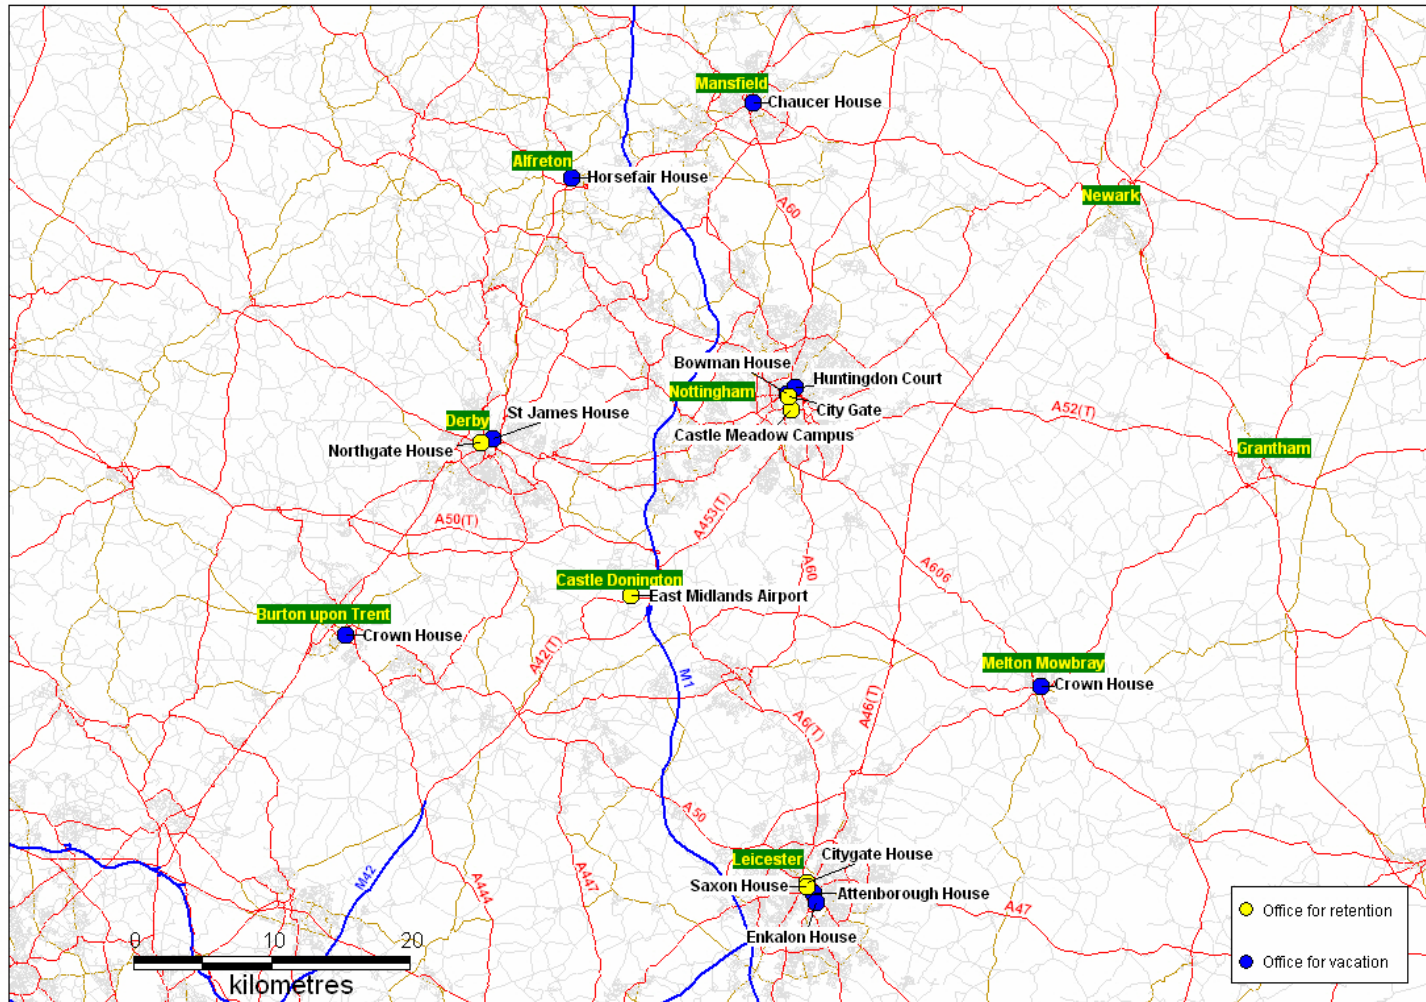 Mansfield
Chaucer House
Alfreton
Horsefair House
A60
Newark
Bowman House
Huntingdon Court
Nottingham
City Gate
A52(T)
Castle Meadow Campus
St James House
Derby
Northgate House
Grantham
A50(T)
A453(T)
A60
A606
Castle Donington
East Midlands Airport
Burton upon Trent
Crown House
A42(T)
M1
Melton Mowbray
Crown House
A46(T)
A6(T)
A50
Leicester
Citygate House
Saxon House
Attenborough House
M42
A444
A447
A47
Enkalon House
0 10 20
kilometres
Office for retention
Office for vacation